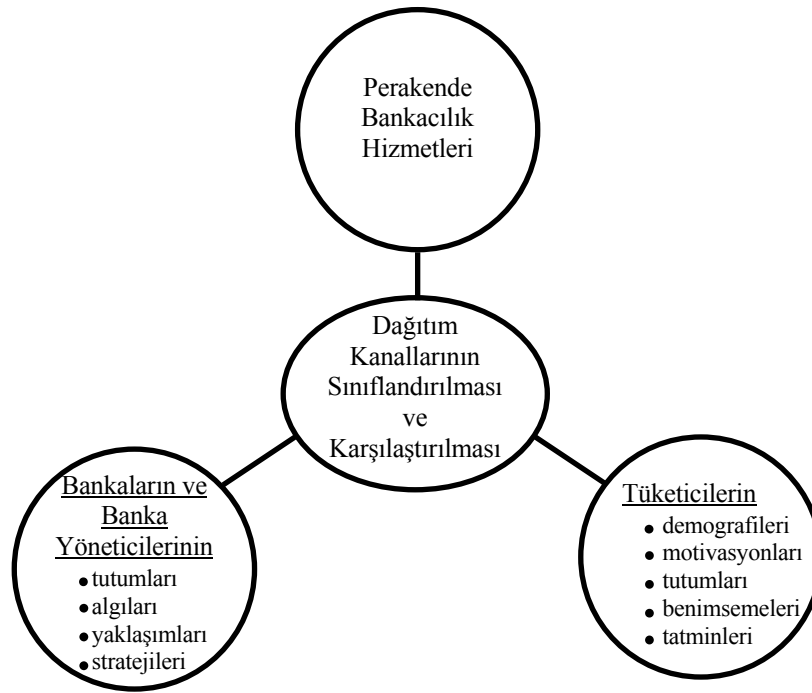 Perakende
Bankacılık
Hizmetleri
Dağıtım
Kanallarının
Sınıflandırılması
ve
Karşılaştırılması
Bankaların ve
Banka
Yöneticilerinin
• tutumları
• algıları
• yaklaşımları
• stratejileri
Tüketicilerin
• demografileri
• motivasyonları
• tutumları
• benimsemeleri
• tatminleri